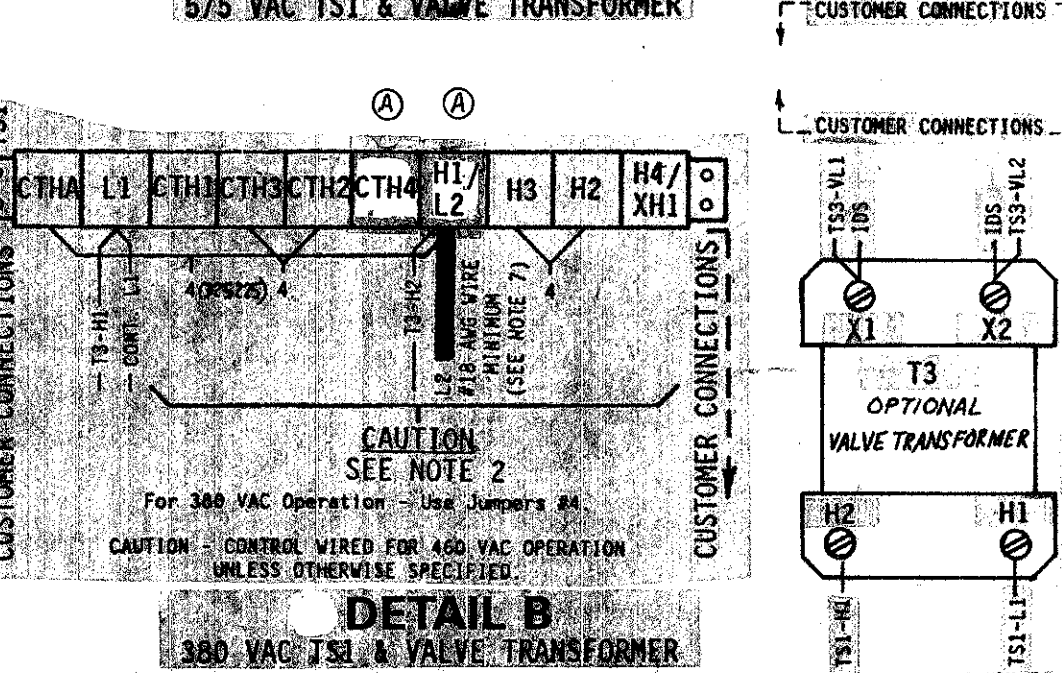 575 VAC TS1 & VALVE TRANSFORMER
CUSTOMER CONNECTIONS
A A
CUSTOMER CONNECTIONS
CTHA L1 CTH1 CTH3 CTH2 CTH4 H1/L2 H3 H2 H4/XH1
T3-H1
CONT. L1
4
4
T3-H2
L2
#18 AWG WIRE
MINIMUM
(SEE NOTE 7)
4
CUSTOMER CONNECTIONS
CUSTOMER CONNECTIONS
CAUTION
SEE NOTE 2
For 380 VAC Operation - Use Jumpers #4.
CAUTION - CONTROL WIRED FOR 460 VAC OPERATION
UNLESS OTHERWISE SPECIFIED.
DETAIL B
380 VAC TS1 & VALVE TRANSFORMER
TS3-VL1
IDS
IDS
TS3-VL2
X1 X2
T3
OPTIONAL
VALVE TRANSFORMER
H2 H1
TS1-H1
TS1-L1